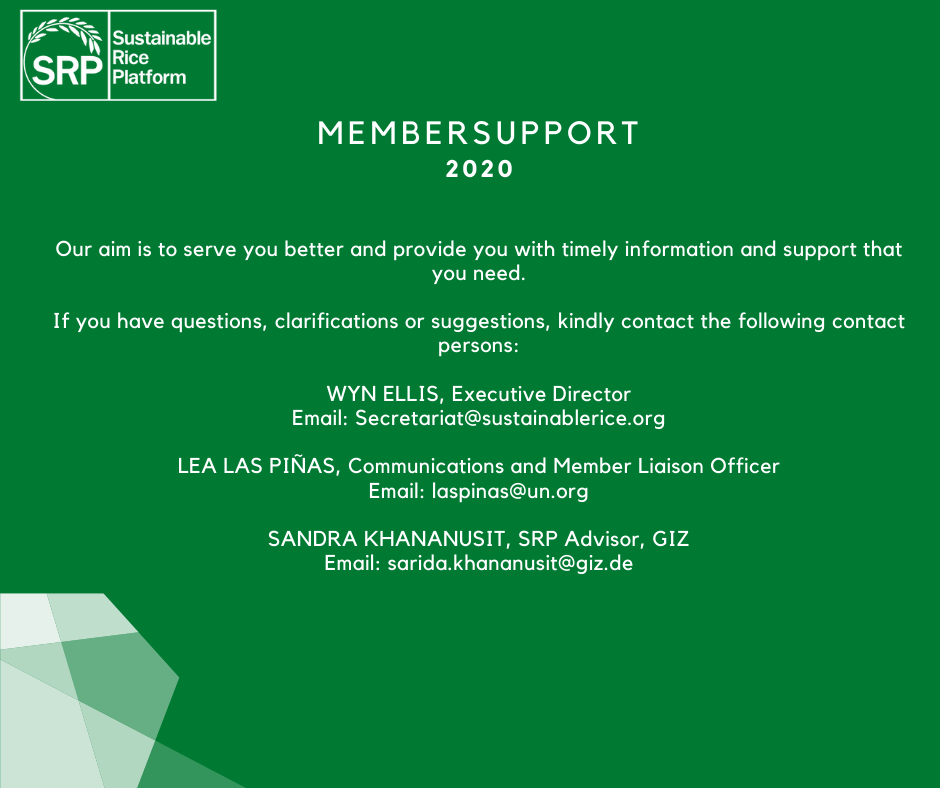 SRP
Sustainable
Rice
Platform
MEMBERSUPPORT
2020
Our aim is to serve you better and provide you with timely information and support that
you need.
If you have questions, clarifications or suggestions, kindly contact the following contact
persons:
WYN ELLIS, Executive Director
Email: Secretariat@sustainablerice.org
LEA LAS PIÑAS, Communications and Member Liaison Officer
Email: laspinas@un.org
SANDRA KHANANUSIT, SRP Advisor, GIZ
Email: sarida.khananusit@giz.de